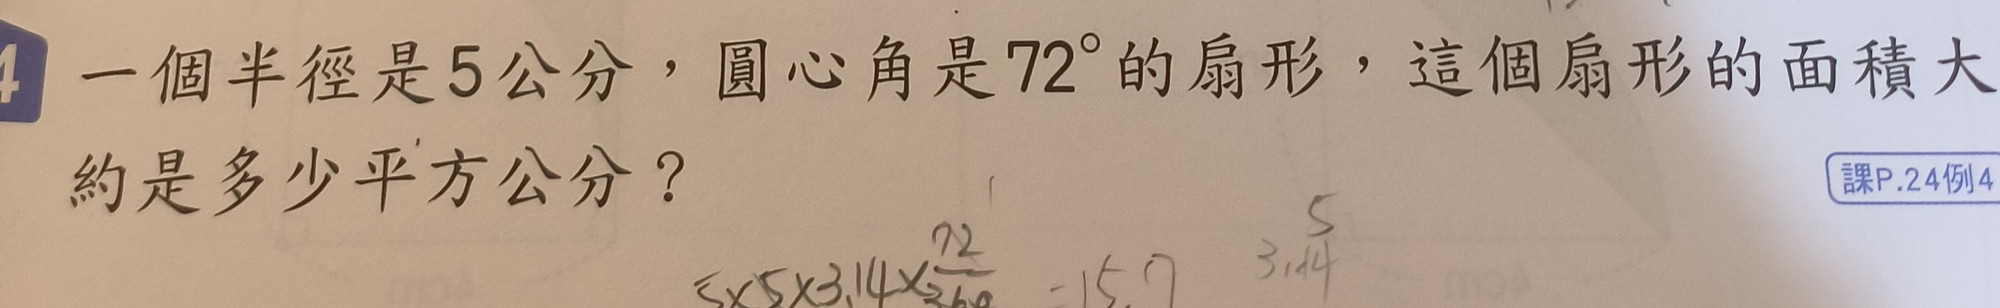 4 一個半徑是5公分，圓心角是72°的扇形，這個扇形的面積大
約是多少平方公分？
課P.24例4
5×5×3.14×72/360=15.7
5
3.14